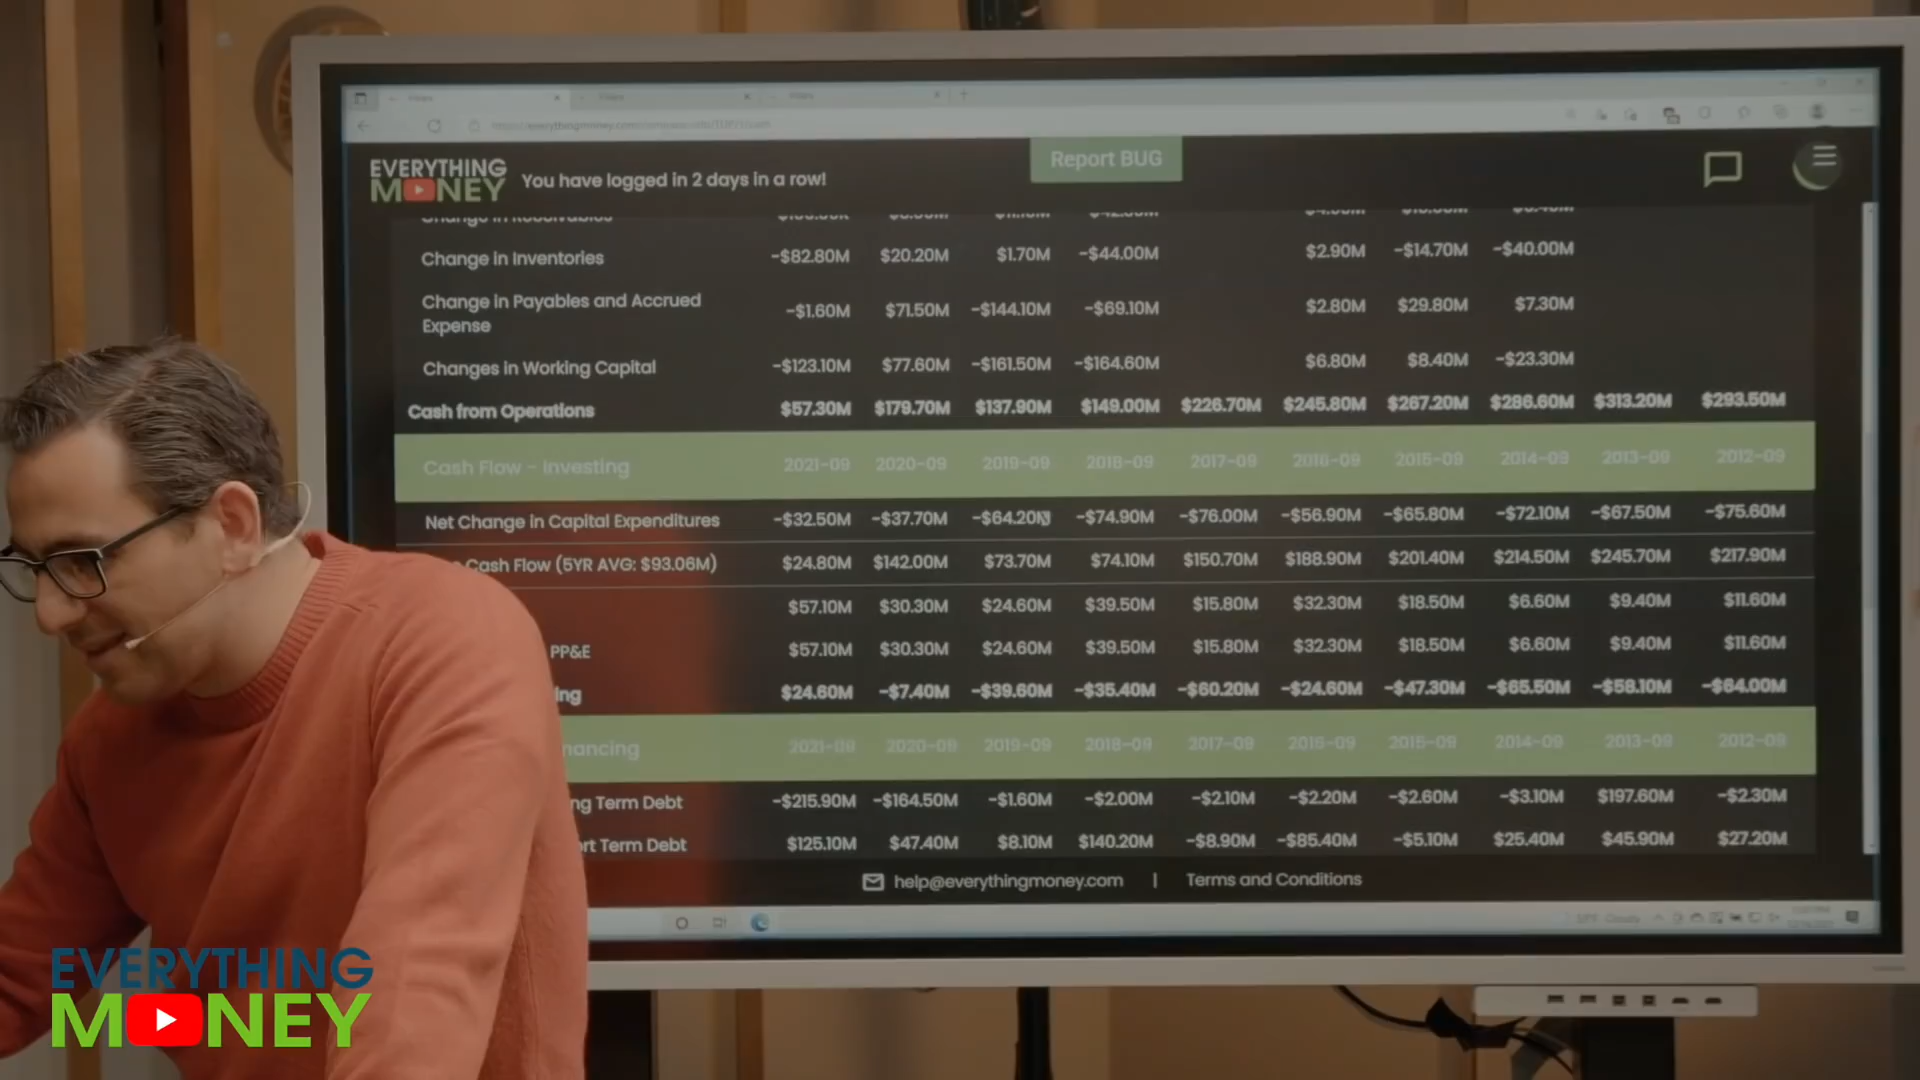 EVERYTHING
MONEY
You have logged in 2 days in a row!
Report BUG
Change in Inventories -$82.80M $20.20M $1.70M -$44.00M $2.90M -$14.70M -$40.00M
Change in Payables and Accrued
Expense -$1.60M $71.50M -$144.10M -$69.10M $2.80M $29.80M $7.30M
Changes in Working Capital -$123.10M $77.60M -$161.50M -$164.60M $6.80M $8.40M -$23.30M
Cash from Operations $57.30M $179.70M $137.90M $149.00M $226.70M $245.80M $267.20M $286.60M $313.20M $293.50M
Cash Flow - Investing 2021-09 2020-09 2019-09 2018-09 2017-09 2016-09 2015-09 2014-09 2013-09 2012-09
Net Change in Capital Expenditures -$32.50M -$37.70M -$64.20M -$74.90M -$76.00M -$56.90M -$65.80M -$72.10M -$67.50M -$75.60M
Cash Flow (5YR AVG: $93.06M) $24.80M $142.00M $73.70M $74.10M $150.70M $188.90M $201.40M $214.50M $245.70M $217.90M
$57.10M $30.30M $24.60M $39.50M $15.80M $32.30M $18.50M $6.60M $9.40M $11.60M
PP&E $57.10M $30.30M $24.60M $39.50M $15.80M $32.30M $18.50M $6.60M $9.40M $11.60M
ing $24.60M -$7.40M -$39.60M -$35.40M -$60.20M -$24.60M -$47.30M -$65.50M -$58.10M -$64.00M
nancing 2021-09 2020-09 2019-09 2018-09 2017-09 2016-09 2015-09 2014-09 2013-09 2012-09
ng Term Debt -$215.90M -$164.50M -$1.60M -$2.00M -$2.10M -$2.20M -$2.60M -$3.10M $197.60M -$2.30M
rt Term Debt $125.10M $47.40M $8.10M $140.20M -$8.90M -$85.40M -$5.10M $25.40M $45.90M $27.20M
help@everythingmoney.com | Terms and Conditions
EVERYTHING
MONEY